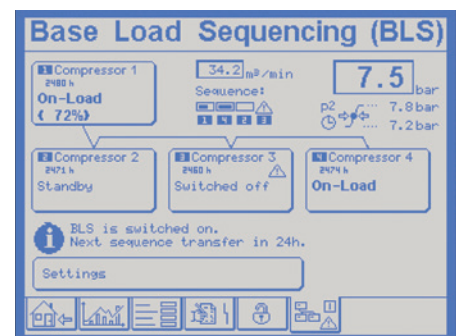 Base Load Sequencing (BLS)
1 Compressor 1
2480 h
On-Load
( 72%)
34.2 m³/min
Sequence:
1 4 2 3
7.5 bar
p2 7.8 bar
7.2 bar
2 Compressor 2
2471 h
Standby
3 Compressor 3
2460 h
Switched off
4 Compressor 4
2474 h
On-Load
BLS is switched on.
Next sequence transfer in 24h.
Settings